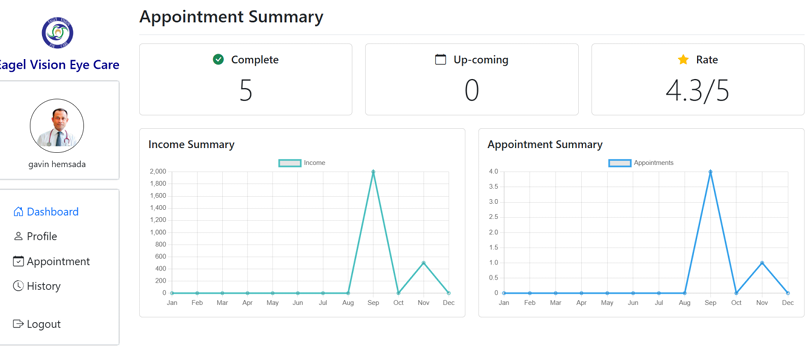 EAGEL VISION
EYE CARE
Eagel Vision Eye Care
gavin hemsada
Dashboard
Profile
Appointment
History
Logout
Appointment Summary
Complete
5
Up-coming
0
Rate
4.3/5
Income Summary
Income
2,000
1,800
1,600
1,400
1,200
1,000
800
600
400
200
0
Jan Feb Mar Apr May Jun Jul Aug Sep Oct Nov Dec
Appointment Summary
Appointments
4.0
3.5
3.0
2.5
2.0
1.5
1.0
0.5
0
Jan Feb Mar Apr May Jun Jul Aug Sep Oct Nov Dec